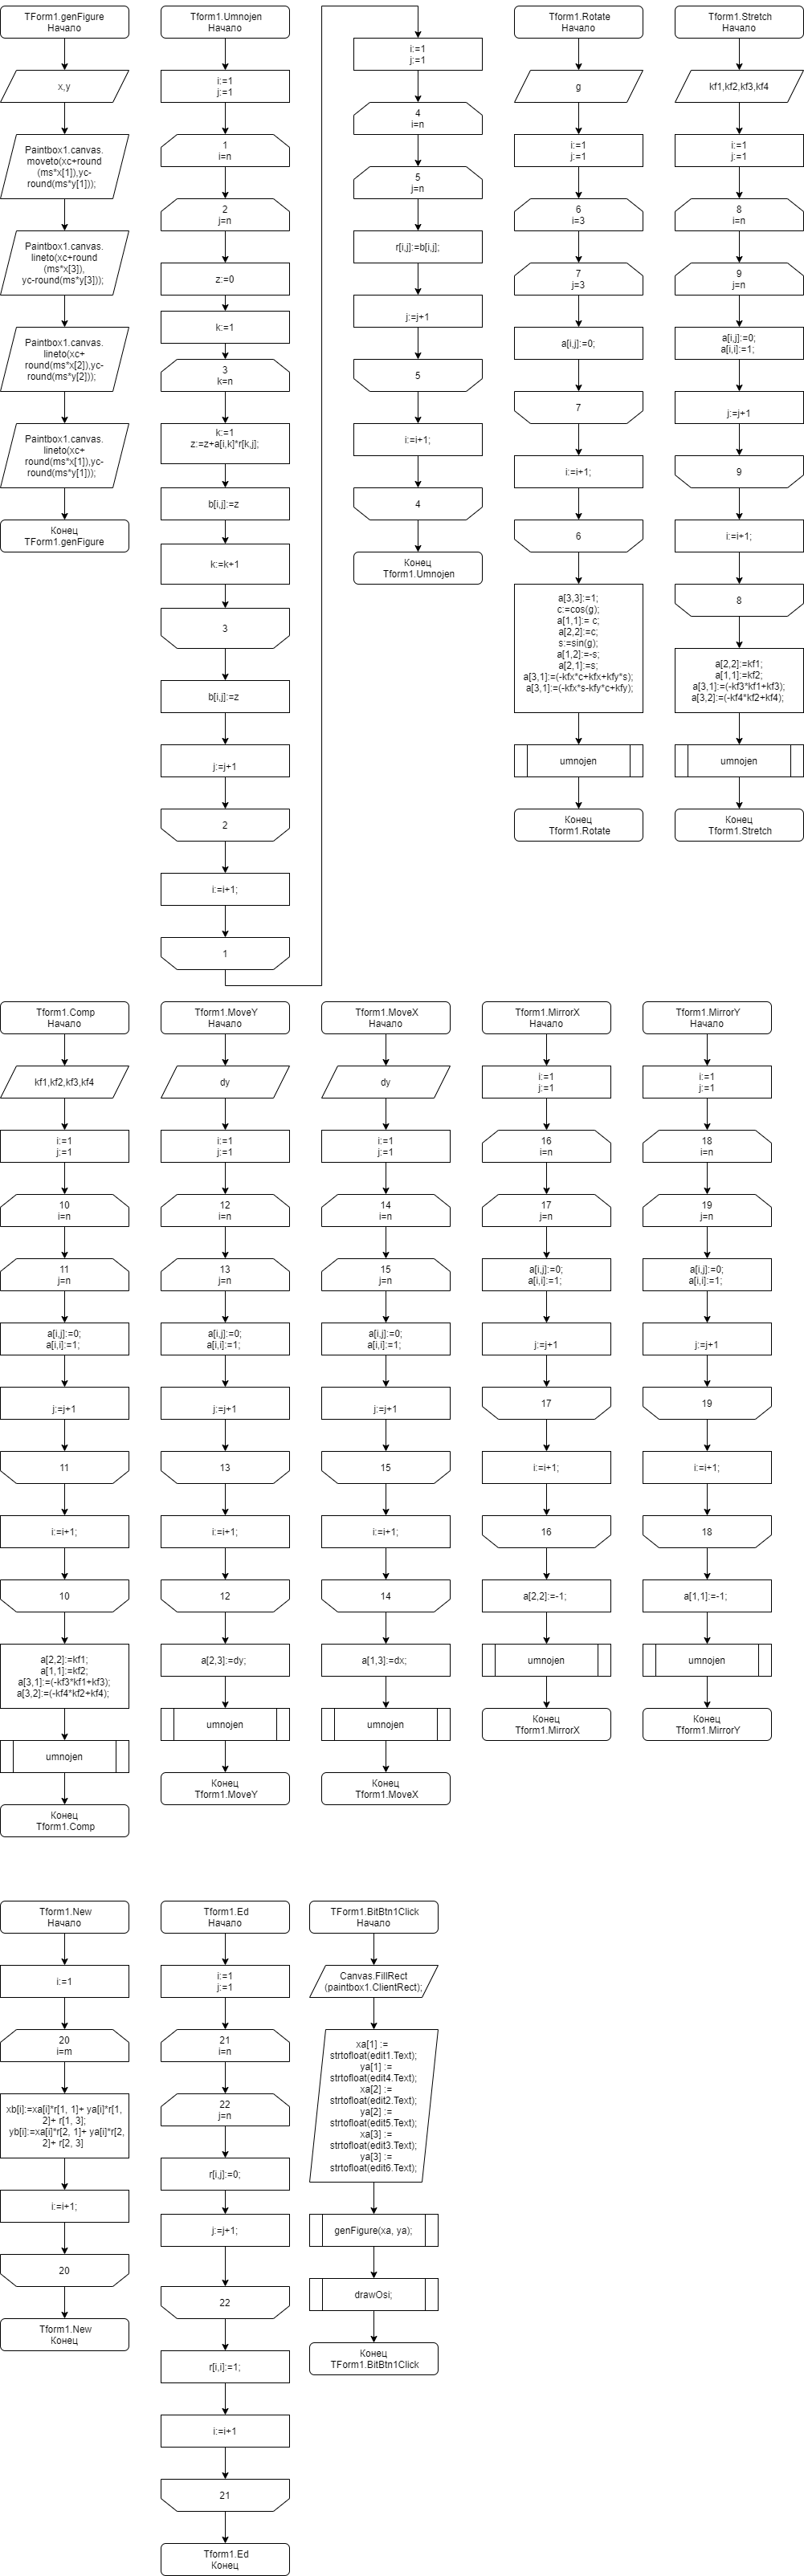 TForm1.genFigure
Начало
x,y
Paintbox1.canvas.
moveto(xc+round
(ms*x[1]),yc-
round(ms*y[1]));
Paintbox1.canvas.
lineto(xc+round
(ms*x[3]),
yc-round(ms*y[3]));
Paintbox1.canvas.
lineto(xc+
round(ms*x[2]),yc-
round(ms*y[2]));
Paintbox1.canvas.
lineto(xc+
round(ms*x[1]),yc-
round(ms*y[1]));
Конец
TForm1.genFigure
Tform1.Umnojen
Начало
i:=1
j:=1
1
i=n
2
j=n
z:=0
k:=1
3
k=n
k:=1
z:=z+a[i,k]*r[k,j];
b[i,j]:=z
k:=k+1
3
b[i,j]:=z
j:=j+1
2
i:=i+1;
1
i:=1
j:=1
4
i=n
5
j=n
r[i,j]:=b[i,j];
j:=j+1
5
i:=i+1;
4
Конец
Tform1.Umnojen
Tform1.Rotate
Начало
g
i:=1
j:=1
6
i=3
7
j=3
a[i,j]:=0;
7
i:=i+1;
6
a[3,3]:=1;
c:=cos(g);
a[1,1]:= c;
a[2,2]:=c;
s:=sin(g);
a[1,2]:=-s;
a[2,1]:=s;
a[3,1]:=(-kfx*c+kfx+kfy*s);
a[3,1]:=(-kfx*s-kfy*c+kfy);
umnojen
Конец
Tform1.Rotate
Tform1.Stretch
Начало
kf1,kf2,kf3,kf4
i:=1
j:=1
8
i=n
9
j=n
a[i,j]:=0;
a[i,i]:=1;
j:=j+1
9
i:=i+1;
8
a[2,2]:=kf1;
a[1,1]:=kf2;
a[3,1]:=(-kf3*kf1+kf3);
a[3,2]:=(-kf4*kf2+kf4);
umnojen
Конец
Tform1.Stretch
Tform1.Comp
Начало
kf1,kf2,kf3,kf4
i:=1
j:=1
10
i=n
11
j=n
a[i,j]:=0;
a[i,i]:=1;
j:=j+1
11
i:=i+1;
10
a[2,2]:=kf1;
a[1,1]:=kf2;
a[3,1]:=(-kf3*kf1+kf3);
a[3,2]:=(-kf4*kf2+kf4);
umnojen
Конец
Tform1.Comp
Tform1.MoveY
Начало
dy
i:=1
j:=1
12
i=n
13
j=n
a[i,j]:=0;
a[i,i]:=1;
j:=j+1
13
i:=i+1;
12
a[2,3]:=dy;
umnojen
Конец
Tform1.MoveY
Tform1.MoveX
Начало
dy
i:=1
j:=1
14
i=n
15
j=n
a[i,j]:=0;
a[i,i]:=1;
j:=j+1
15
i:=i+1;
14
a[1,3]:=dx;
umnojen
Конец
Tform1.MoveX
Tform1.MirrorX
Начало
i:=1
j:=1
16
i=n
17
j=n
a[i,j]:=0;
a[i,i]:=1;
j:=j+1
17
i:=i+1;
16
a[2,2]:=-1;
umnojen
Конец
Tform1.MirrorX
Tform1.MirrorY
Начало
i:=1
j:=1
18
i=n
19
j=n
a[i,j]:=0;
a[i,i]:=1;
j:=j+1
19
i:=i+1;
18
a[1,1]:=-1;
umnojen
Конец
Tform1.MirrorY
Tform1.New
Начало
i:=1
20
i=m
xb[i]:=xa[i]*r[1, 1]+ ya[i]*r[1,
2]+ r[1, 3];
yb[i]:=xa[i]*r[2, 1]+ ya[i]*r[2,
2]+ r[2, 3]
i:=i+1;
20
Tform1.New
Конец
Tform1.Ed
Начало
i:=1
j:=1
21
i=n
22
j=n
r[i,j]:=0;
j:=j+1;
22
r[i,i]:=1;
i:=i+1
21
Tform1.Ed
Конец
TForm1.BitBtn1Click
Начало
Canvas.FillRect
(paintbox1.ClientRect);
xa[1] :=
strtofloat(edit1.Text);
ya[1] :=
strtofloat(edit4.Text);
xa[2] :=
strtofloat(edit2.Text);
ya[2] :=
strtofloat(edit5.Text);
xa[3] :=
strtofloat(edit3.Text);
ya[3] :=
strtofloat(edit6.Text);
genFigure(xa, ya);
drawOsi;
Конец
TForm1.BitBtn1Click